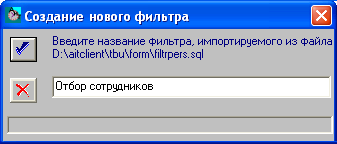 Создание нового фильтра
Введите название фильтра, импортируемого из файла
D:\aitclient\tbu\form\filtrpers.sql
Отбор сотрудников